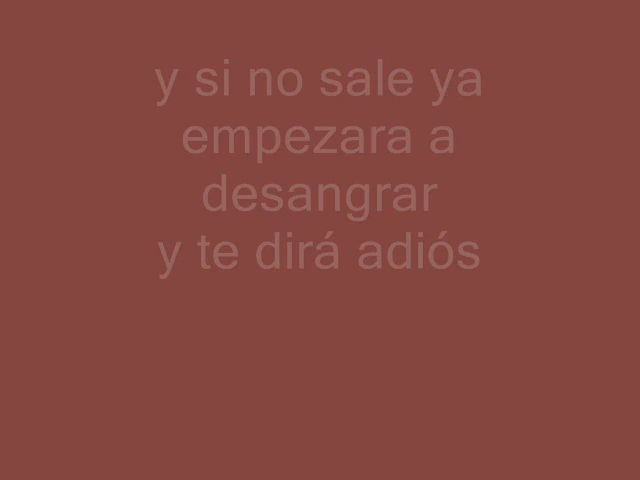 y si no sale ya
empezara a
desangrar
y te dirá adiós